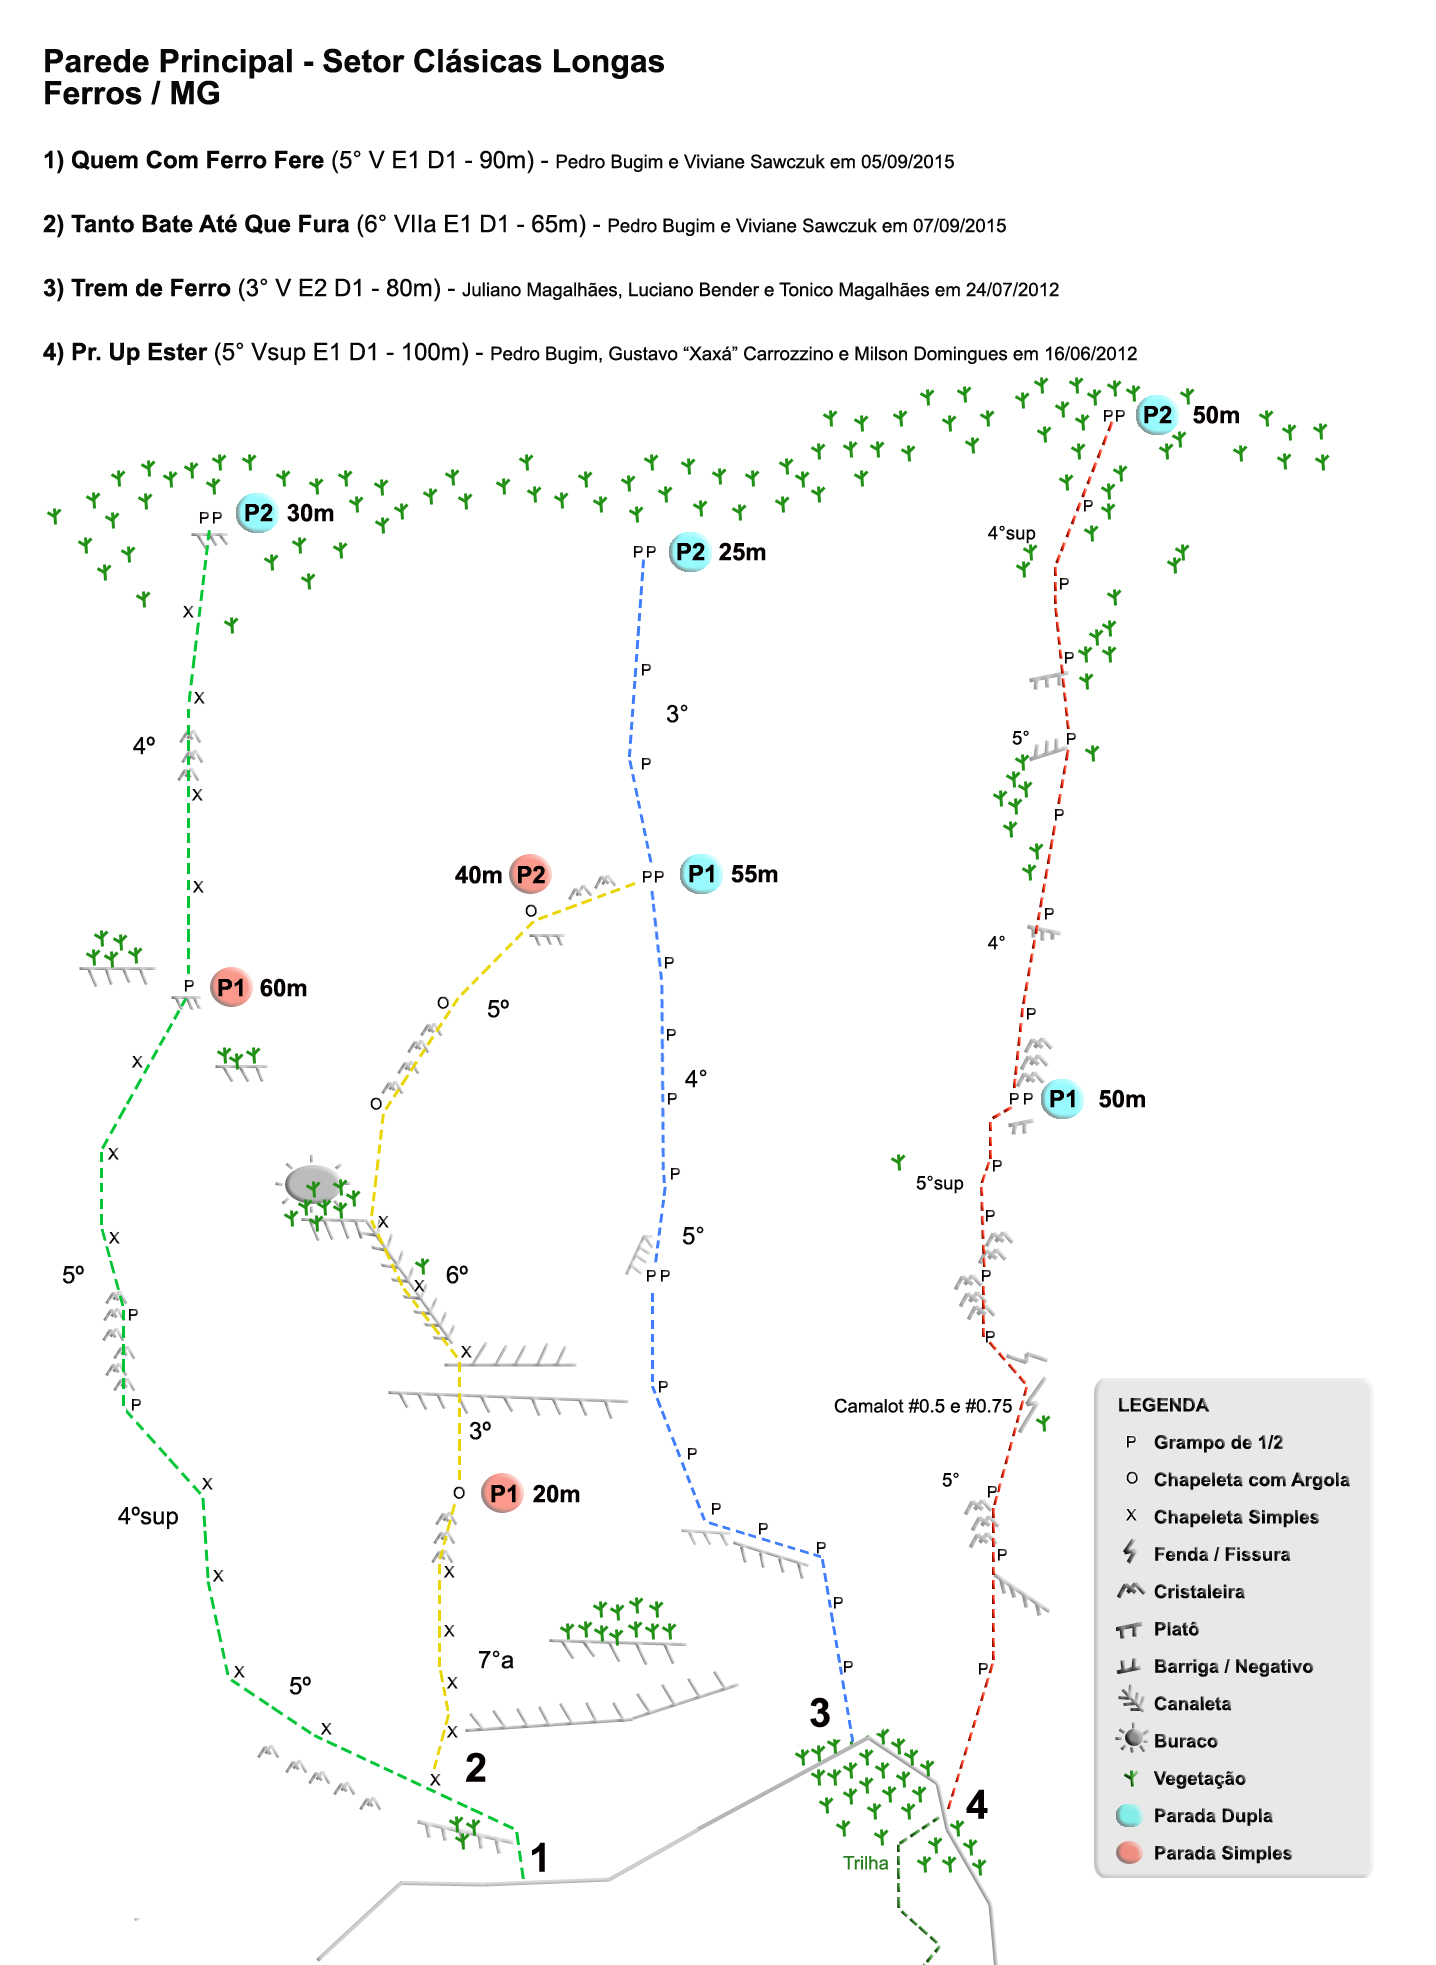 Parede Principal - Setor Clásicas Longas
Ferros / MG
1) Quem Com Ferro Fere (5° V E1 D1 - 90m) - Pedro Bugim e Viviane Sawczuk em 05/09/2015
2) Tanto Bate Até Que Fura (6° VIIa E1 D1 - 65m) - Pedro Bugim e Viviane Sawczuk em 07/09/2015
3) Trem de Ferro (3° V E2 D1 - 80m) - Juliano Magalhães, Luciano Bender e Tonico Magalhães em 24/07/2012
4) Pr. Up Ester (5° Vsup E1 D1 - 100m) - Pedro Bugim, Gustavo “Xaxá” Carrozzino e Milson Domingues em 16/06/2012
PP P2 50m
P
PP P2 30m
4°sup
PP P2 25m
P
X
P
P
X
3°
5° P
4º
P
X
P
40m P2
PP P1 55m
X
O
P
4°
P
P
P1 60m
O
5º
P
P
X
4°
P
O
PP P1 50m
X
P
P
5°sup
P
X
X
5°
5º
6º
X
PP
P
P
P
X
P
P
Camalot #0.5 e #0.75
3º
P
X
5°
P
O P1 20m
4ºsup
P
P
P
P
X
X
P
X
7°a
5º
X
X
P
P
3
X
X
2
X
4
1
Trilha
LEGENDA
P Grampo de 1/2
O Chapeleta com Argola
X Chapeleta Simples
Fenda / Fissura
Cristaleira
Platô
Barriga / Negativo
Canaleta
Buraco
Vegetação
Parada Dupla
Parada Simples